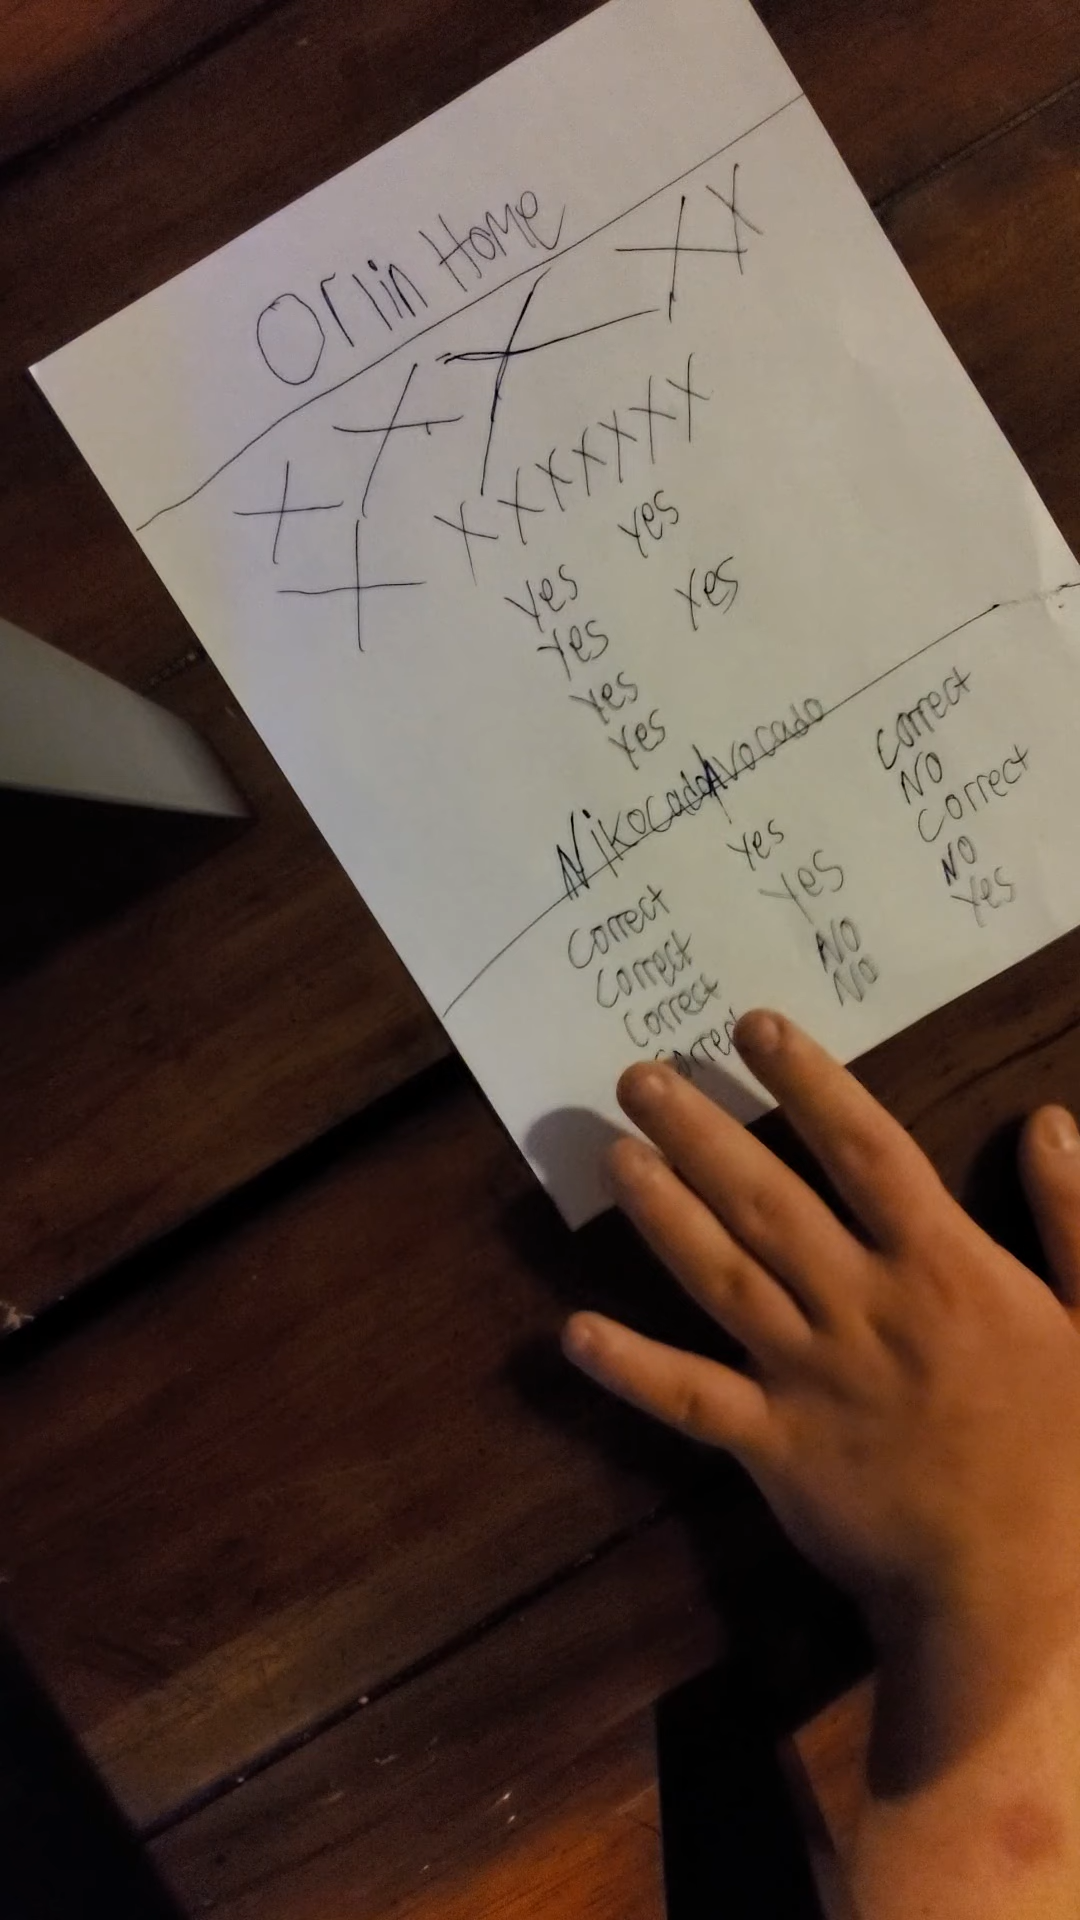 Orlin Home
X X X X X X
X X X X X X X
Yes Yes
Yes Yes
Yes
Yes
Nikocado Avocado
Correct Yes Correct
Correct Yes No
Correct No Correct
Correct No No
Yes